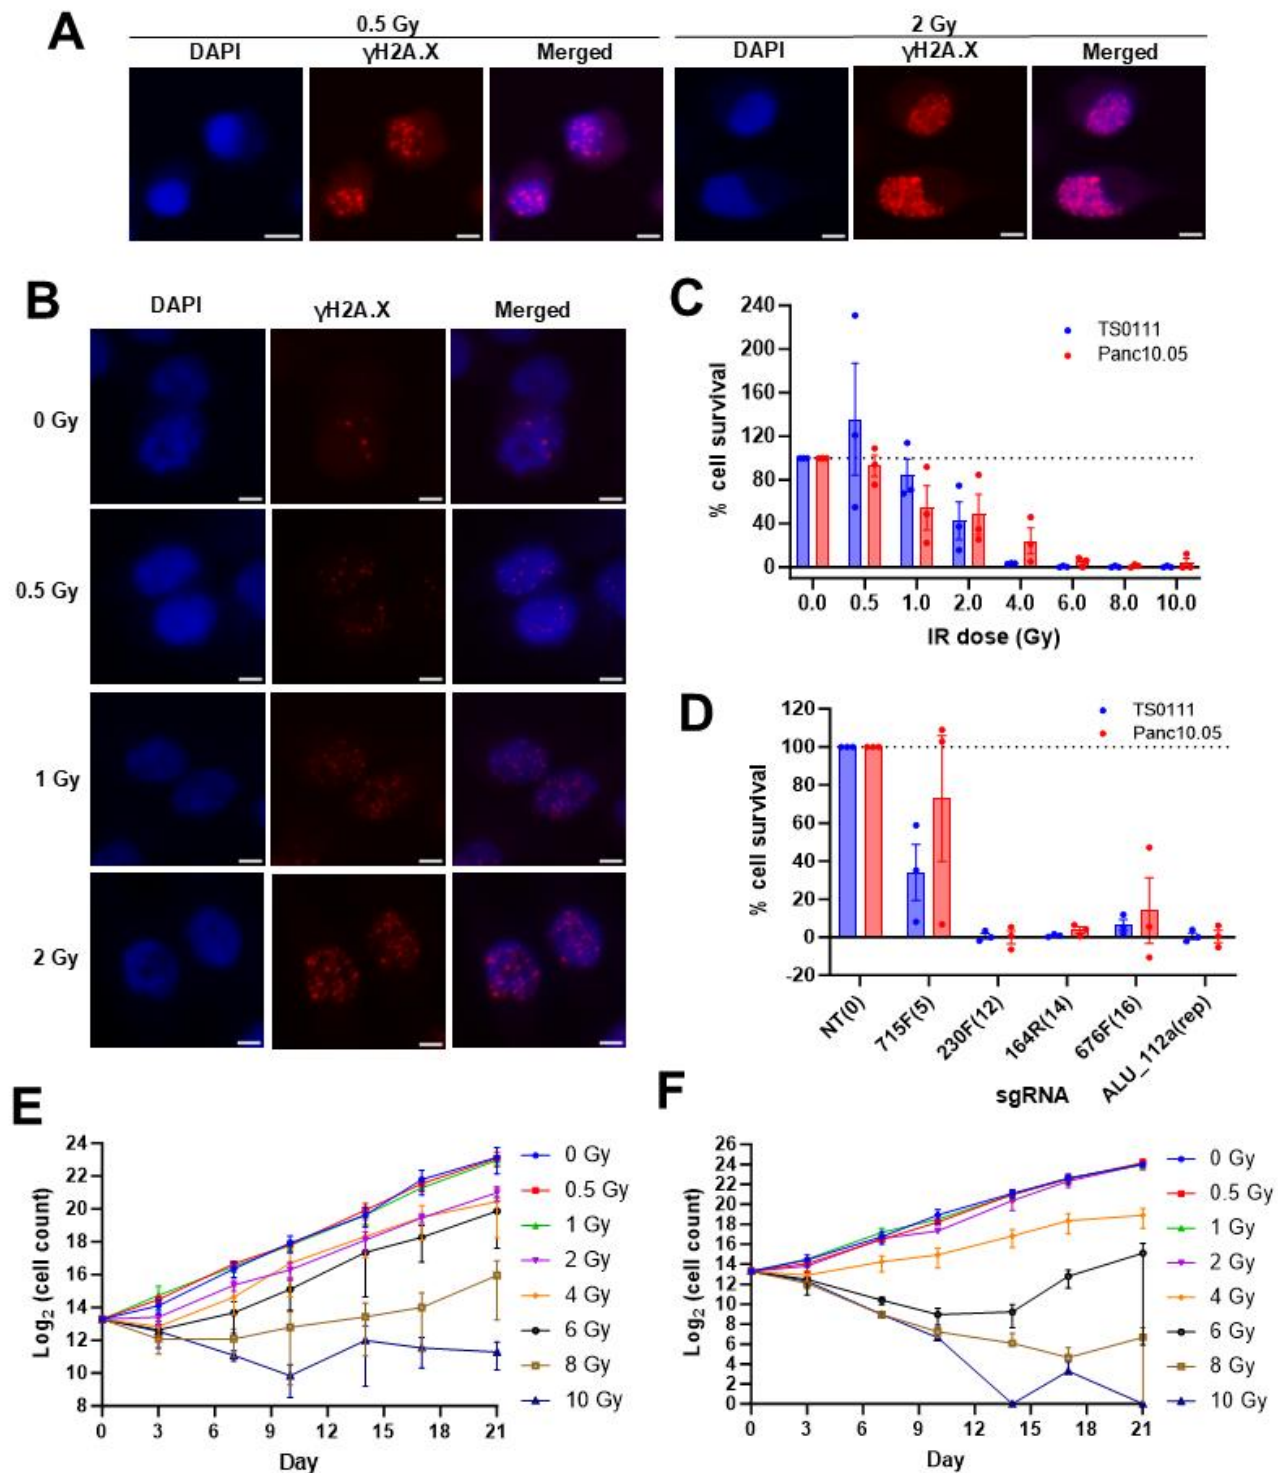 A
0.5 Gy
2 Gy
DAPI
γH2A.X
Merged
DAPI
γH2A.X
Merged
B
DAPI
γH2A.X
Merged
0 Gy
0.5 Gy
1 Gy
2 Gy
C
240
200
160
120
80
40
0
% cell survival
TS0111
Panc10.05
0.0 0.5 1.0 2.0 4.0 6.0 8.0 10.0
IR dose (Gy)
D
120
100
80
60
40
20
0
-20
% cell survival
TS0111
Panc10.05
NT(0)
715F(5)
230F(12)
164R(14)
676F(16)
ALU_112a(rep)
sgRNA
E
24
22
20
18
16
14
12
10
8
Log2 (cell count)
0 3 6 9 12 15 18 21
Day
0 Gy
0.5 Gy
1 Gy
2 Gy
4 Gy
6 Gy
8 Gy
10 Gy
F
26
24
22
20
18
16
14
12
10
8
6
4
2
0
Log2 (cell count)
0 3 6 9 12 15 18 21
Day
0 Gy
0.5 Gy
1 Gy
2 Gy
4 Gy
6 Gy
8 Gy
10 Gy